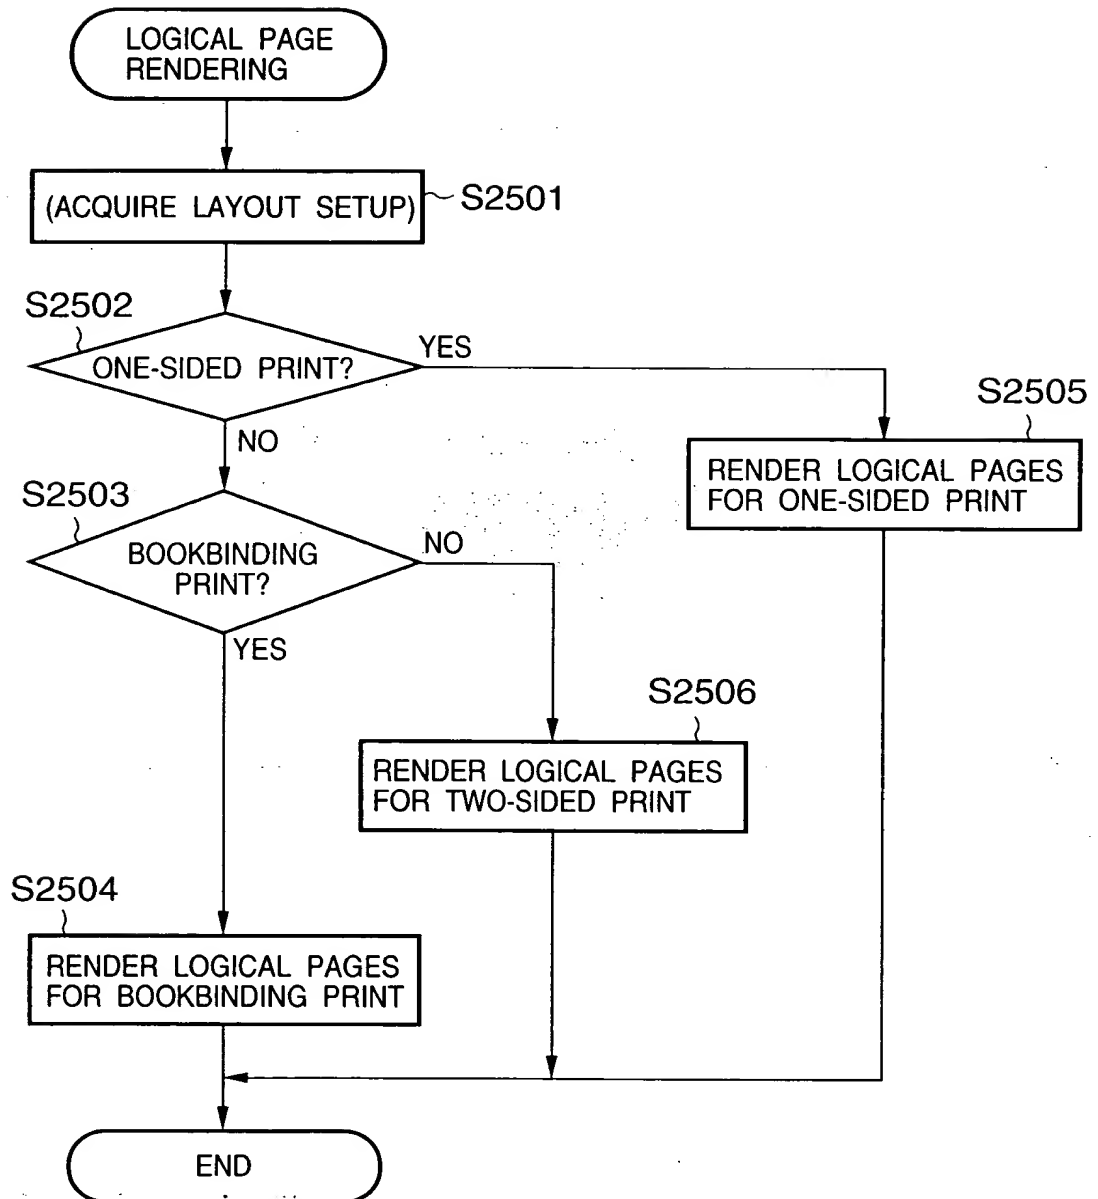 LOGICAL PAGE
RENDERING
(ACQUIRE LAYOUT SETUP)
S2501
S2502
ONE-SIDED PRINT?
YES
NO
S2505
RENDER LOGICAL PAGES
FOR ONE-SIDED PRINT
S2503
BOOKBINDING
PRINT?
NO
YES
S2506
RENDER LOGICAL PAGES
FOR TWO-SIDED PRINT
S2504
RENDER LOGICAL PAGES
FOR BOOKBINDING PRINT
END